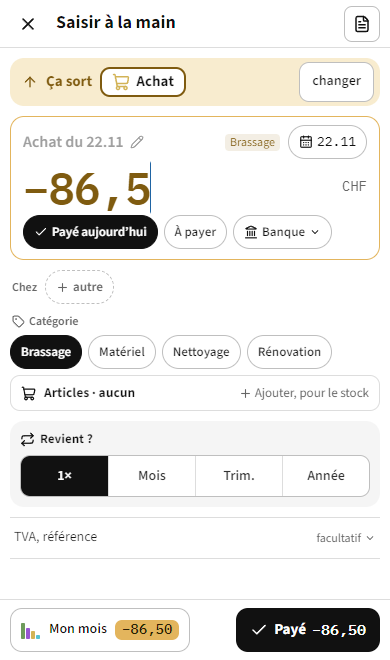 Saisir à la main
Ça sort Achat changer
Achat du 22.11 Brassage 22.11
−86,5 CHF
Payé aujourd’hui À payer Banque
Chez + autre
Catégorie
Brassage Matériel Nettoyage Rénovation
Articles · aucun + Ajouter, pour le stock
Revient ?
1× Mois Trim. Année
TVA, référence facultatif
Mon mois −86,50 Payé −86,50